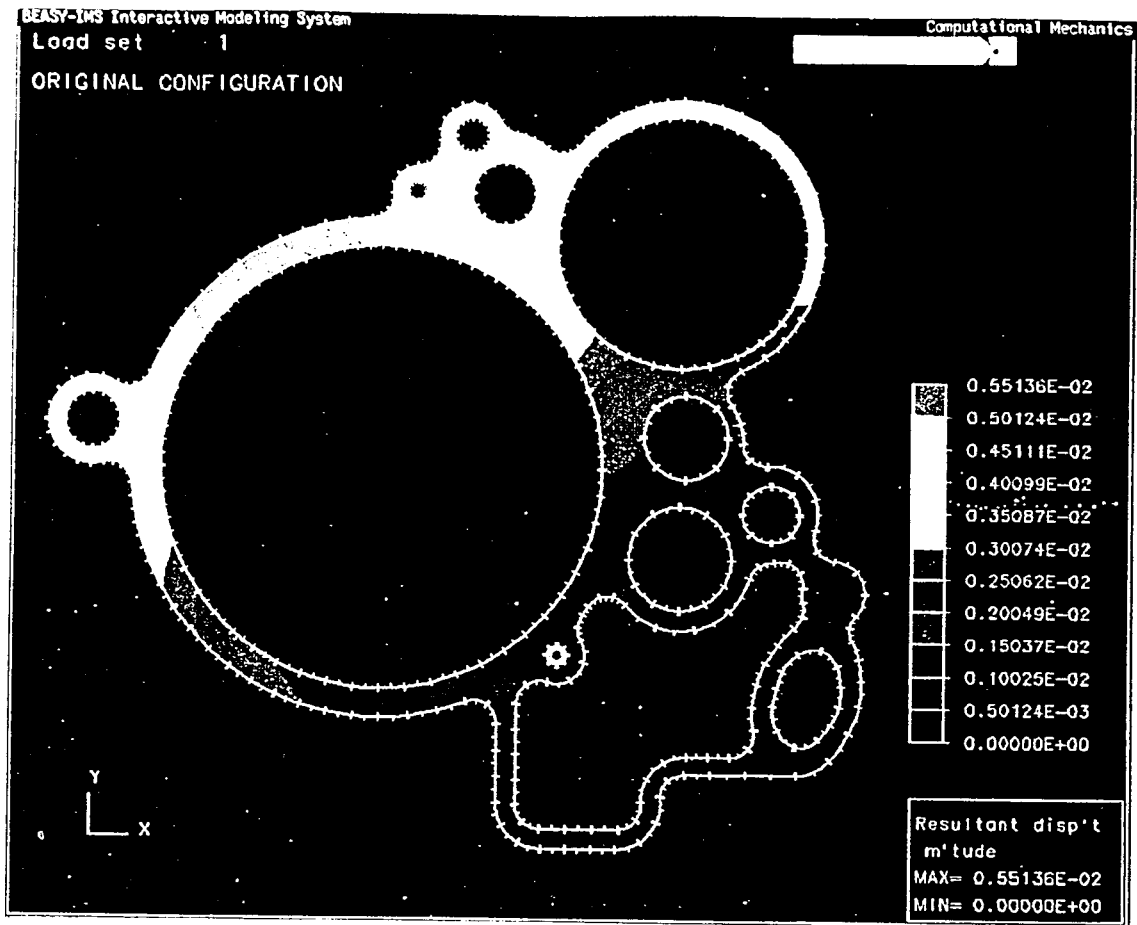 BEASY-IMS Interactive Modeling System
Computational Mechanics
Load set 1
ORIGINAL CONFIGURATION
0.55136E-02
0.50124E-02
0.45111E-02
0.40099E-02
0.35087E-02
0.30074E-02
0.25062E-02
0.20049E-02
0.15037E-02
0.10025E-02
0.50124E-03
0.00000E+00
Y
X
Resultant disp't
m'tude
MAX= 0.55136E-02
MIN= 0.00000E+00